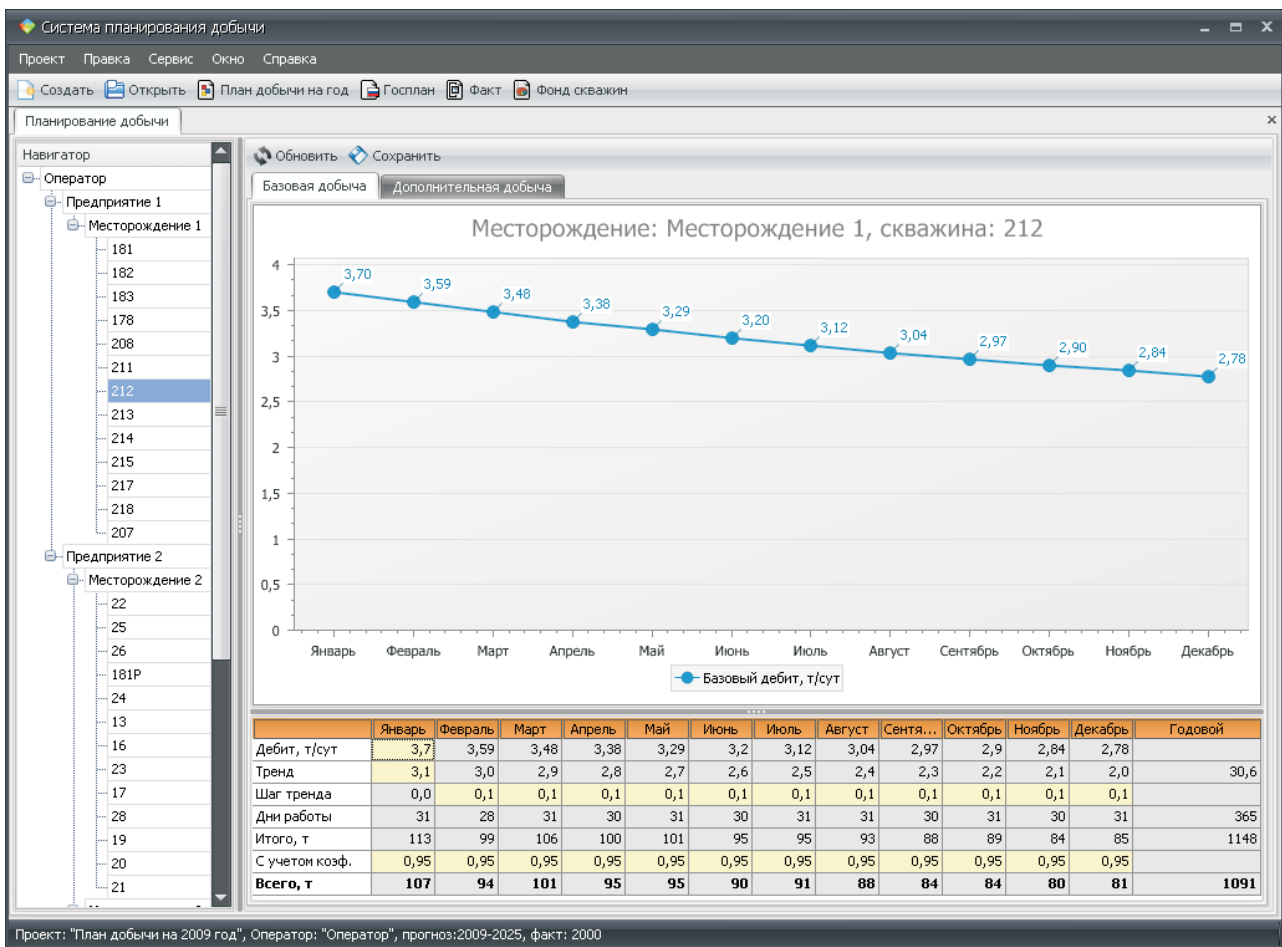 Система планирования добычи
Проект Правка Сервис Окно Справка
Создать Открыть План добычи на год Госплан Факт Фонд скважин
Планирование добычи
Навигатор
Оператор
Предприятие 1
Месторождение 1
181
182
183
178
208
211
212
213
214
215
217
218
207
Предприятие 2
Месторождение 2
22
25
26
181Р
24
13
16
23
17
28
19
20
21
Обновить Сохранить
Базовая добыча Дополнительная добыча
Месторождение: Месторождение 1, скважина: 212
4
3,5
3
2,5
2
1,5
1
0,5
0
3,70 3,59 3,48 3,38 3,29 3,20 3,12 3,04 2,97 2,90 2,84 2,78
Январь Февраль Март Апрель Май Июнь Июль Август Сентябрь Октябрь Ноябрь Декабрь
Базовый дебит, т/сут
Январь Февраль Март Апрель Май Июнь Июль Август Сентя... Октябрь Ноябрь Декабрь Годовой
Дебит, т/сут 3,7 3,59 3,48 3,38 3,29 3,2 3,12 3,04 2,97 2,9 2,84 2,78
Тренд 3,1 3,0 2,9 2,8 2,7 2,6 2,5 2,4 2,3 2,2 2,1 2,0 30,6
Шаг тренда 0,0 0,1 0,1 0,1 0,1 0,1 0,1 0,1 0,1 0,1 0,1 0,1
Дни работы 31 28 31 30 31 30 31 31 30 31 30 31 365
Итого, т 113 99 106 100 101 95 95 93 88 89 84 85 1148
С учетом коэф. 0,95 0,95 0,95 0,95 0,95 0,95 0,95 0,95 0,95 0,95 0,95 0,95
Всего, т 107 94 101 95 95 90 91 88 84 84 80 81 1091
Проект: "План добычи на 2009 год", Оператор: "Оператор", прогноз:2009-2025, факт: 2000